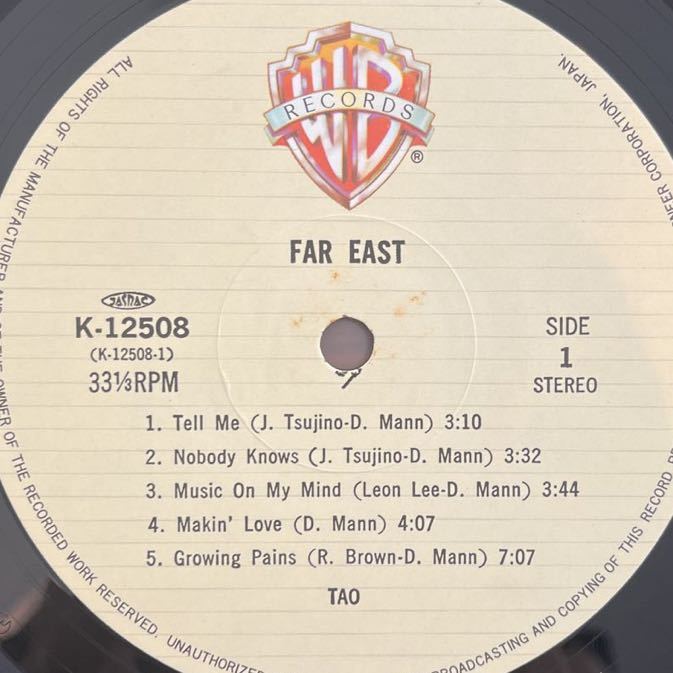 WB
RECORDS
®
FAR EAST
JASRAC
K-12508
(K-12508-1)
33⅓RPM
SIDE
1
STEREO
1. Tell Me (J. Tsujino-D. Mann) 3:10
2. Nobody Knows (J. Tsujino-D. Mann) 3:32
3. Music On My Mind (Leon Lee-D. Mann) 3:44
4. Makin' Love (D. Mann) 4:07
5. Growing Pains (R. Brown-D. Mann) 7:07
TAO
ALL RIGHTS OF THE MANUFACTURER AND OF THE OWNER OF THE RECORDED WORK RESERVED. UNAUTHORIZE
BROADCASTING AND COPYING OF THIS RECORD
NEER CORPORATION, JAPAN.